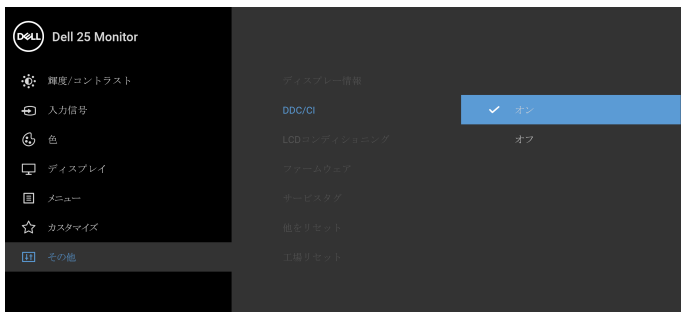 DELL Dell 25 Monitor
輝度/コントラスト
入力信号
色
ディスプレイ
メニュー
カスタマイズ
その他
ディスプレー情報
DDC/CI
LCDコンディショニング
ファームウェア
サービスタグ
他をリセット
工場リセット
オン
オフ